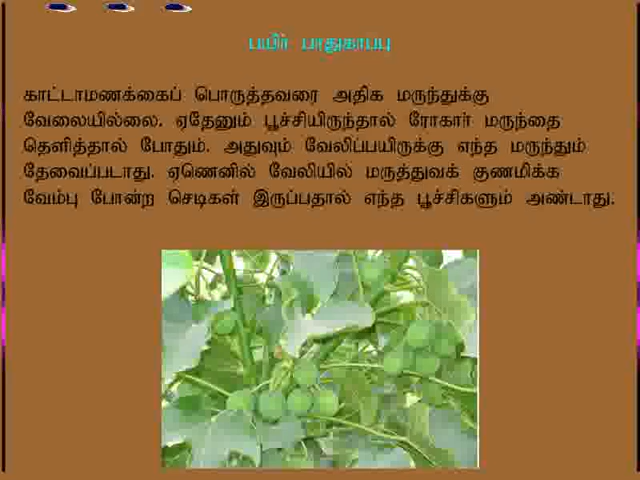 பயிர் பாதுகாப்பு
காட்டாமணக்கைப் பொருத்தவரை அதிக மருந்துக்கு
வேலையில்லை. ஏதேனும் பூச்சியிருந்தால் ரோகார் மருந்தை
தெளித்தால் போதும். அதுவும் வேலிப்பயிருக்கு எந்த மருந்தும்
தேவைப்படாது. ஏணெனில் வேலியில் மருத்துவக் குணமிக்க
வேம்பு போன்ற செடிகள் இருப்பதால் எந்த பூச்சிகளும் அண்டாது.